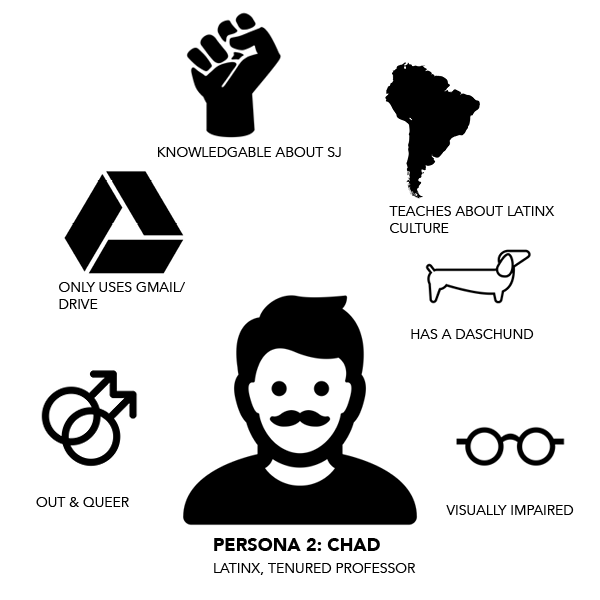 KNOWLEDGABLE ABOUT SJ
TEACHES ABOUT LATINX
CULTURE
ONLY USES GMAIL/
DRIVE
HAS A DASCHUND
OUT & QUEER
VISUALLY IMPAIRED
PERSONA 2: CHAD
LATINX, TENURED PROFESSOR